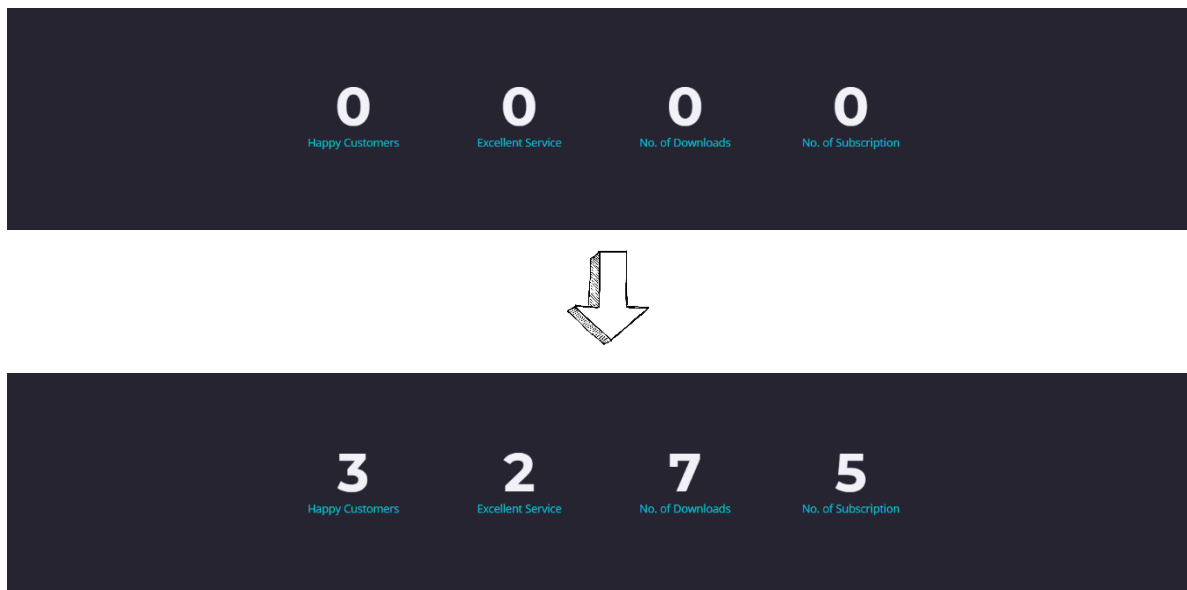 0 0 0 0
Happy Customers Excellent Service No. of Downloads No. of Subscription
3 2 7 5
Happy Customers Excellent Service No. of Downloads No. of Subscription